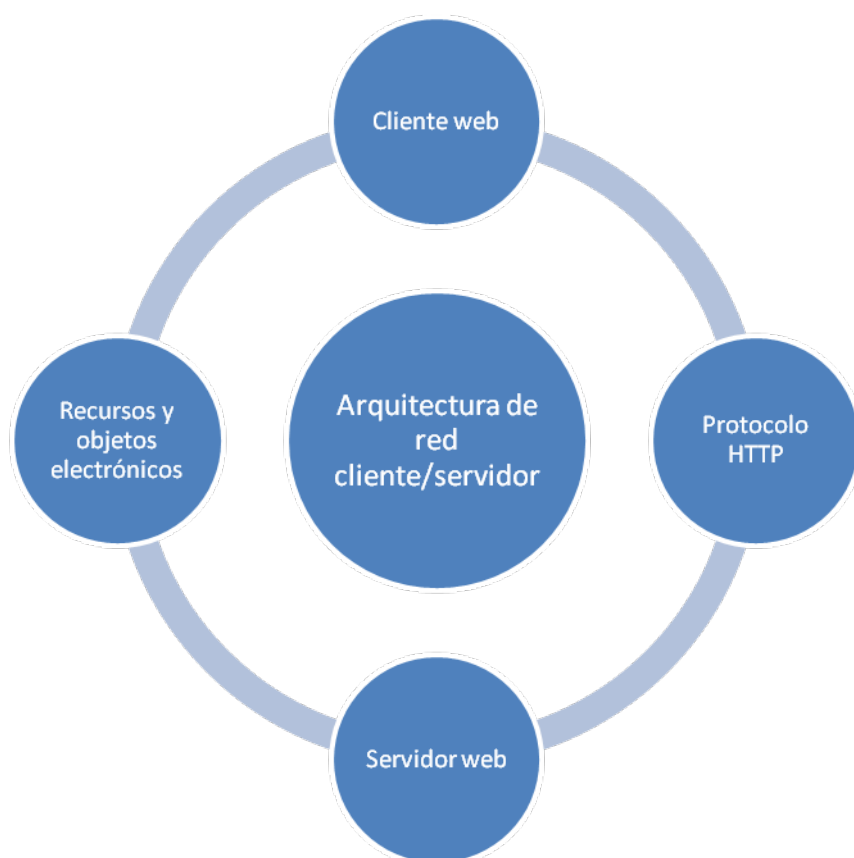 Cliente web
Recursos y
objetos
electrónicos
Arquitectura de
red
cliente/servidor
Protocolo
HTTP
Servidor web